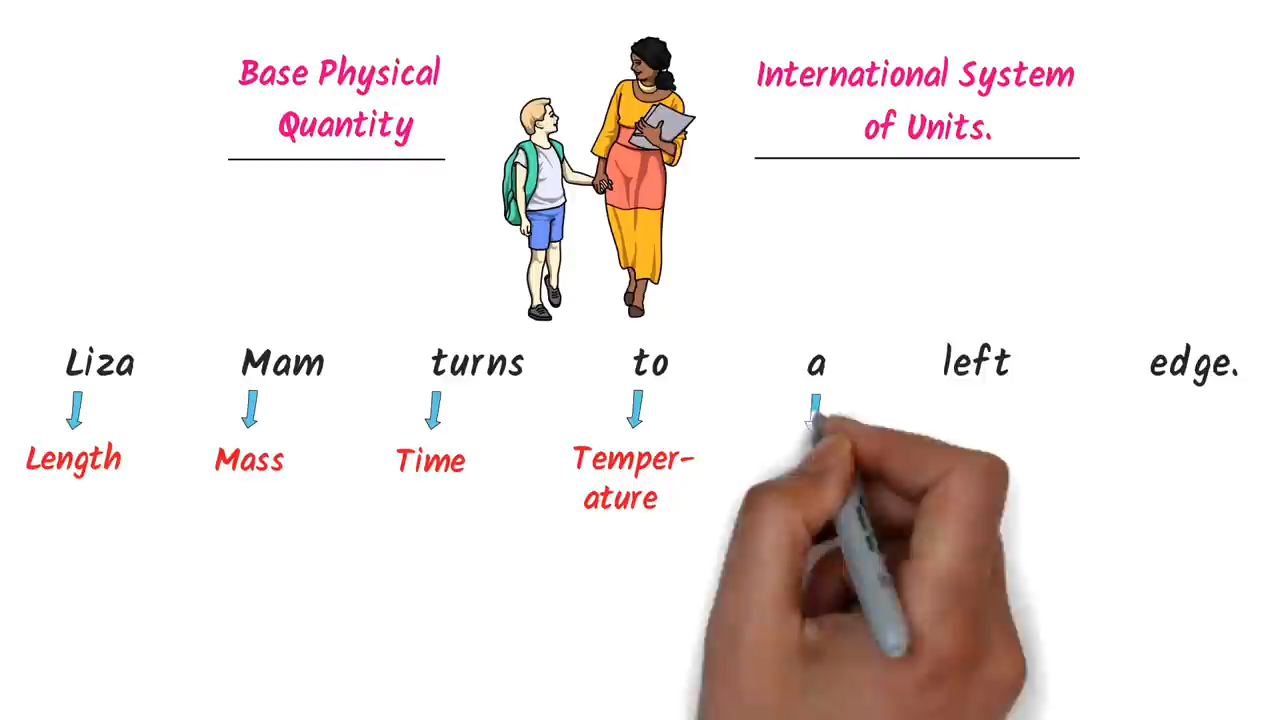 Base Physical
Quantity
International System
of Units.
Liza Mam turns to a left edge.
Length Mass Time Temper-
ature